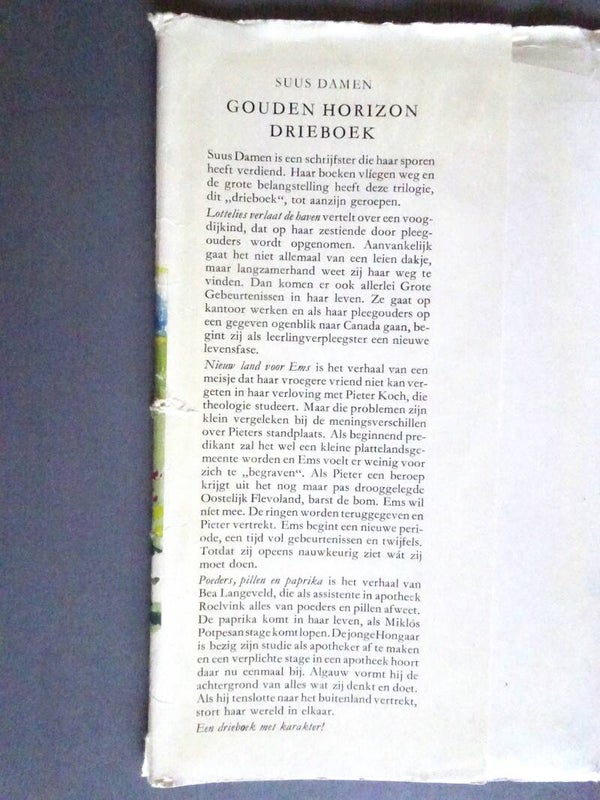 SUUS DAMEN
GOUDEN HORIZON
DRIEBOEK
Suus Damen is een schrijfster die haar sporen
heeft verdiend. Haar boeken vliegen weg en
de grote belangstelling heeft deze trilogie,
dit „drieboek“, tot aanzijn geroepen.
Lottelies verlaat de haven vertelt over een voog-
dijkind, dat op haar zestiende door pleeg-
ouders wordt opgenomen. Aanvankelijk
gaat het niet allemaal van een leien dakje,
maar langzamerhand weet zij haar weg te
vinden. Dan komen er ook allerlei Grote
Gebeurtenissen in haar leven. Ze gaat op
kantoor werken en als haar pleegouders op
een gegeven ogenblik naar Canada gaan, be-
gint zij als leerlingverpleegster een nieuwe
levensfase.
Nieuw land voor Ems is het verhaal van een
meisje dat haar vroegere vriend niet kan ver-
geten in haar verloving met Pieter Koch, die
theologie studeert. Maar die problemen zijn
klein vergeleken bij de meningsverschillen
over Pieters standplaats. Als beginnend pre-
dikant zal het wel een kleine plattelandsge-
meente worden en Ems voelt er weinig voor
zich te „begraven“. Als Pieter een beroep
krijgt uit het nog maar pas drooggelegde
Oostelijk Flevoland, barst de bom. Ems wil
níet mee. De ringen worden teruggegeven en
Pieter vertrekt. Ems begint een nieuwe peri-
ode, een tijd vol gebeurtenissen en twijfels.
Totdat zij opeens nauwkeurig ziet wát zij
moet doen.
Poeders, pillen en paprika is het verhaal van
Bea Langeveld, die als assistente in apotheek
Roelvink alles van poeders en pillen afweet.
De paprika komt in haar leven, als Miklós
Potpesan stage komt lopen. De jonge Hongaar
is bezig zijn studie als apotheker af te maken
en een verplichte stage in een apotheek hoort
daar nu eenmaal bij. Algauw vormt hij de
achtergrond van alles wat zij denkt en doet.
Als hij tenslotte naar het buitenland vertrekt,
stort haar wereld in elkaar.
Een drieboek met karakter!